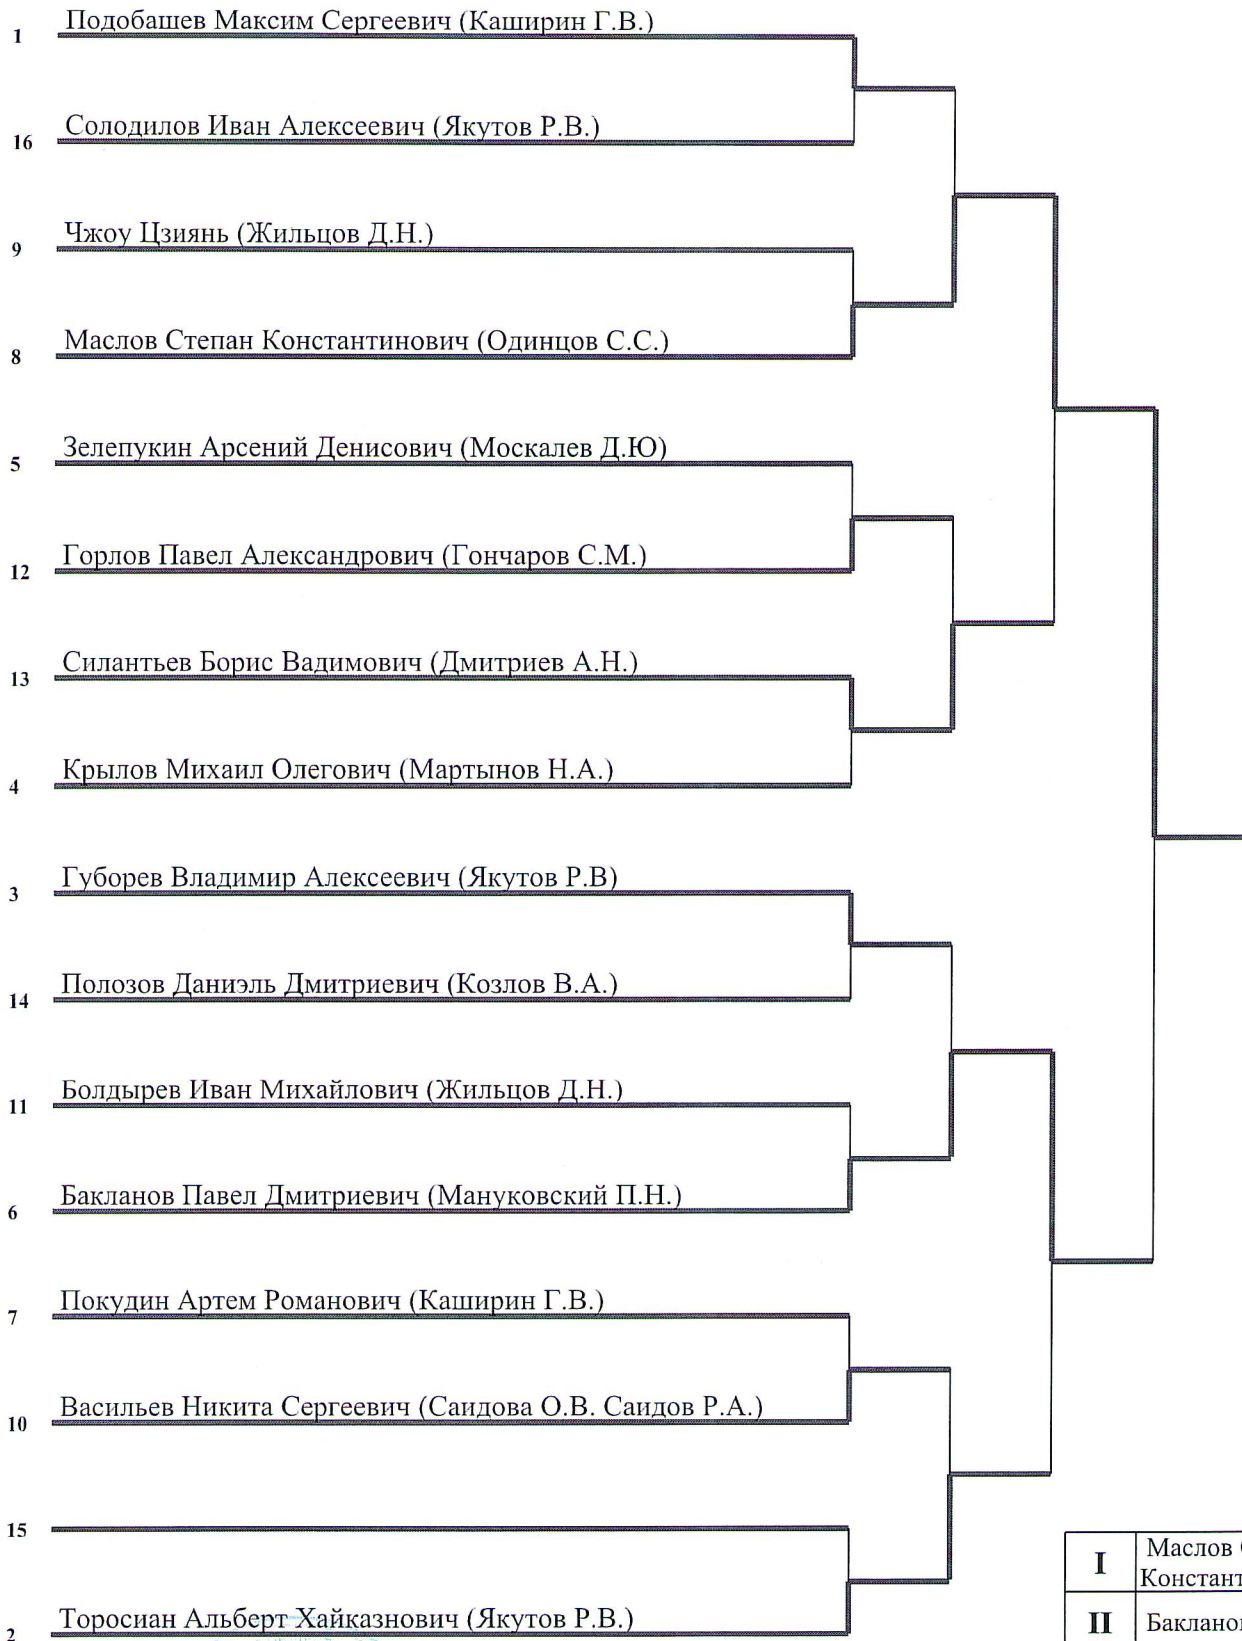 Подобашев Максим Сергеевич (Каширин Г.В.)
1
Солодилов Иван Алексеевич (Якутов Р.В.)
16
Чжоу Цзиянь (Жильцов Д.Н.)
9
Маслов Степан Константинович (Одинцов С.С.)
8
Зелепукин Арсений Денисович (Москалев Д.Ю)
5
Горлов Павел Александрович (Гончаров С.М.)
12
Силантьев Борис Вадимович (Дмитриев А.Н.)
13
Крылов Михаил Олегович (Мартынов Н.А.)
4
Губорев Владимир Алексеевич (Якутов Р.В)
3
Полозов Даниэль Дмитриевич (Козлов В.А.)
14
Болдырев Иван Михайлович (Жильцов Д.Н.)
11
Бакланов Павел Дмитриевич (Мануковский П.Н.)
6
Покудин Артем Романович (Каширин Г.В.)
7
Васильев Никита Сергеевич (Саидова О.В. Саидов Р.А.)
10
15
Торосиан Альберт Хайказнович (Якутов Р.В.)
2
I
Маслов
Констант
II
Бакланов